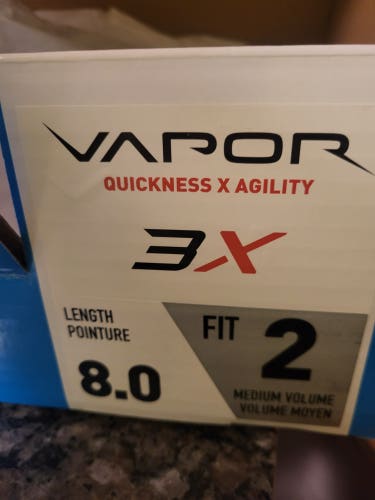 VAPOR
QUICKNESS X AGILITY
3X
LENGTH
POINTURE
8.0
FIT 2
MEDIUM VOLUME
VOLUME MOYEN